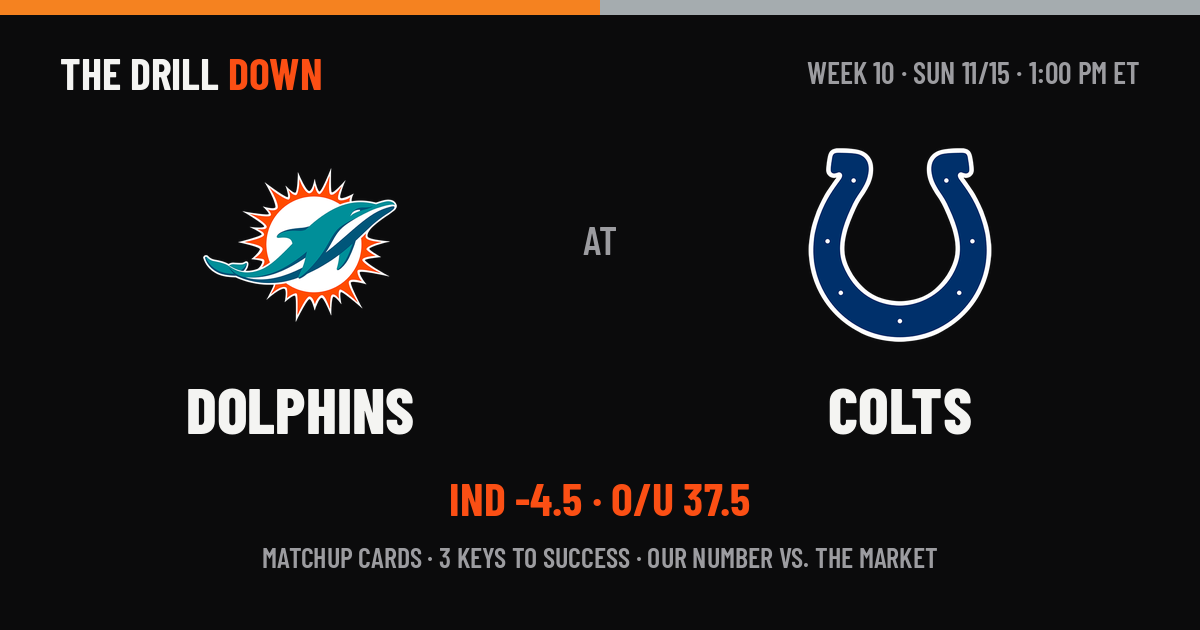 THE DRILL DOWN
WEEK 10 · SUN 11/15 · 1:00 PM ET
AT
DOLPHINS
COLTS
IND -4.5 · O/U 37.5
MATCHUP CARDS · 3 KEYS TO SUCCESS · OUR NUMBER VS. THE MARKET